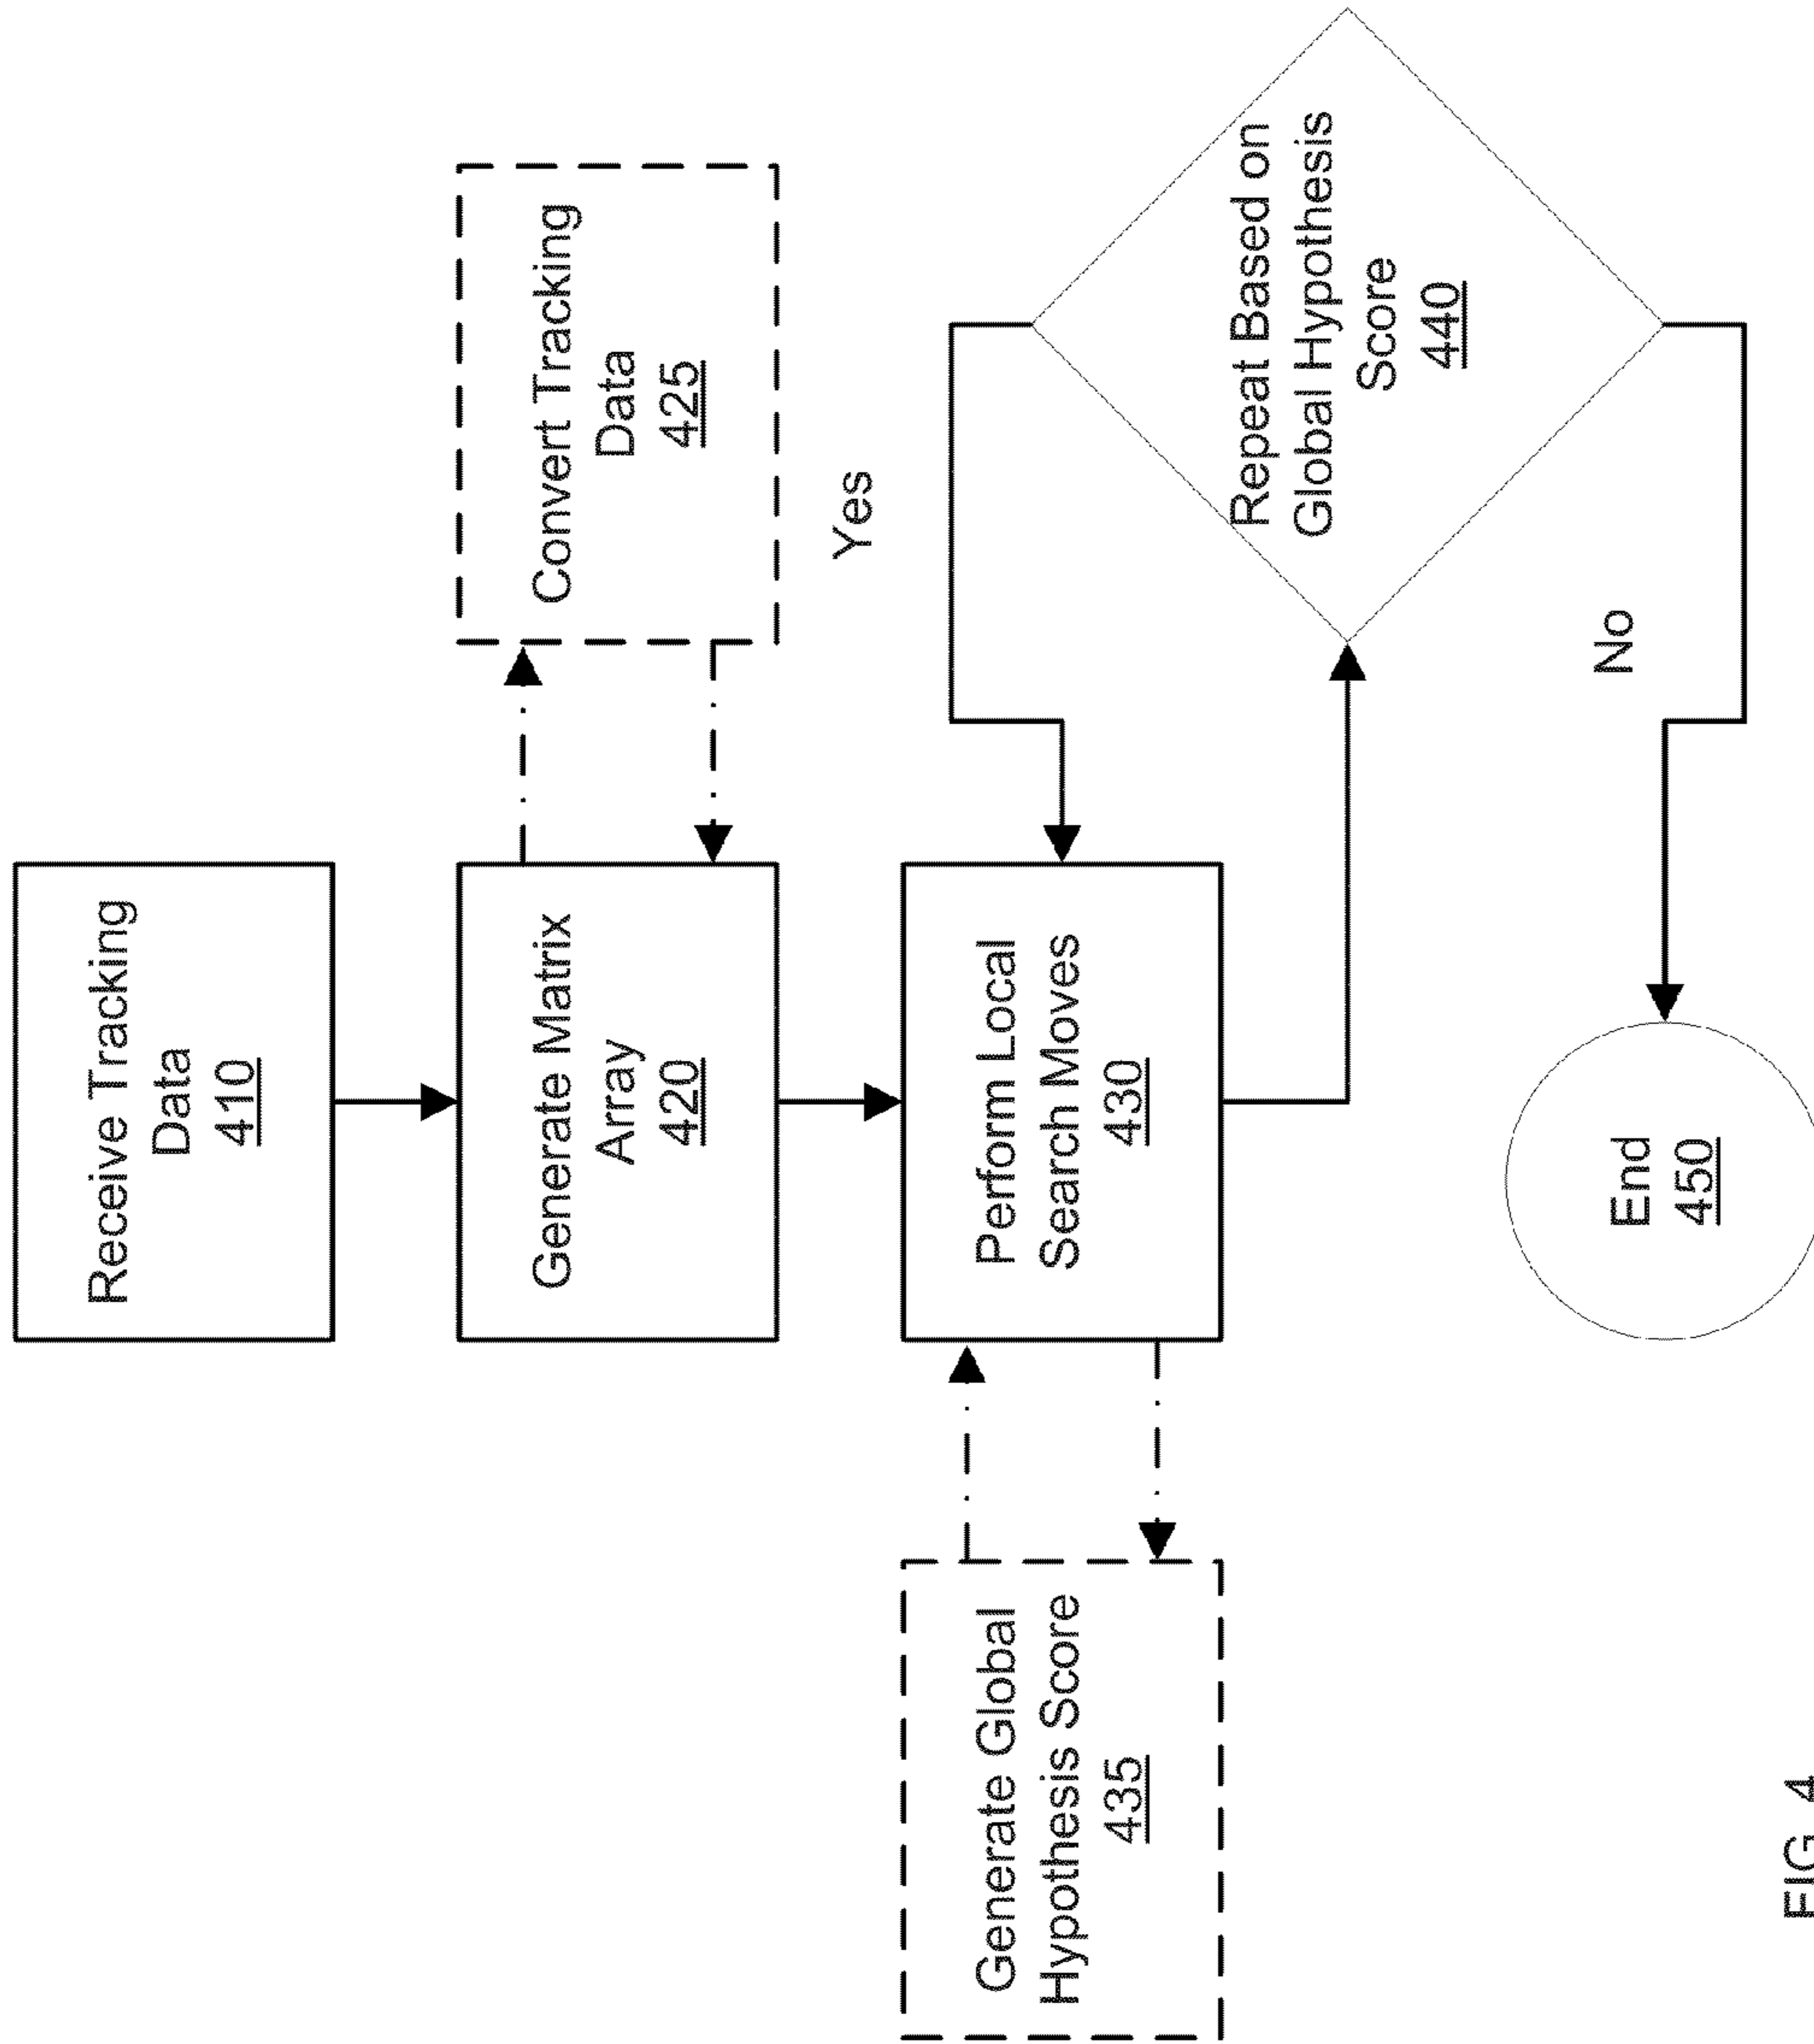 Receive Tracking
Data
410
Generate Matrix
Array
420
Convert Tracking
Data
425
Yes
Generate Global
Hypothesis Score
435
Perform Local
Search Moves
430
Repeat Based on
Global Hypothesis
Score
440
No
End
450
FIG. 4